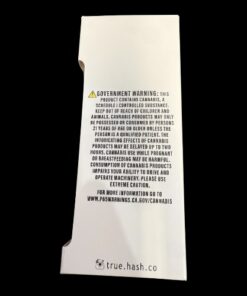 ⚠GOVERNMENT WARNING: THIS
PRODUCT CONTAINS CANNABIS, A
SCHEDULE I CONTROLLED SUBSTANCE.
KEEP OUT OF REACH OF CHILDREN AND
ANIMALS. CANNABIS PRODUCTS MAY ONLY
BE POSSESSED OR CONSUMED BY PERSONS
21 YEARS OF AGE OR OLDER UNLESS THE
PERSON IS A QUALIFIED PATIENT. THE
INTOXICATING EFFECTS OF CANNABIS
PRODUCTS MAY BE DELAYED UP TO TWO
HOURS. CANNABIS USE WHILE PREGNANT
OR BREASTFEEDING MAY BE HARMFUL.
CONSUMPTION OF CANNABIS PRODUCTS
IMPAIRS YOUR ABILITY TO DRIVE AND
OPERATE MACHINERY. PLEASE USE
EXTREME CAUTION.
FOR MORE INFORMATION GO TO
WWW.P65WARNINGS.CA.GOV/CANNABIS
true.hash.co